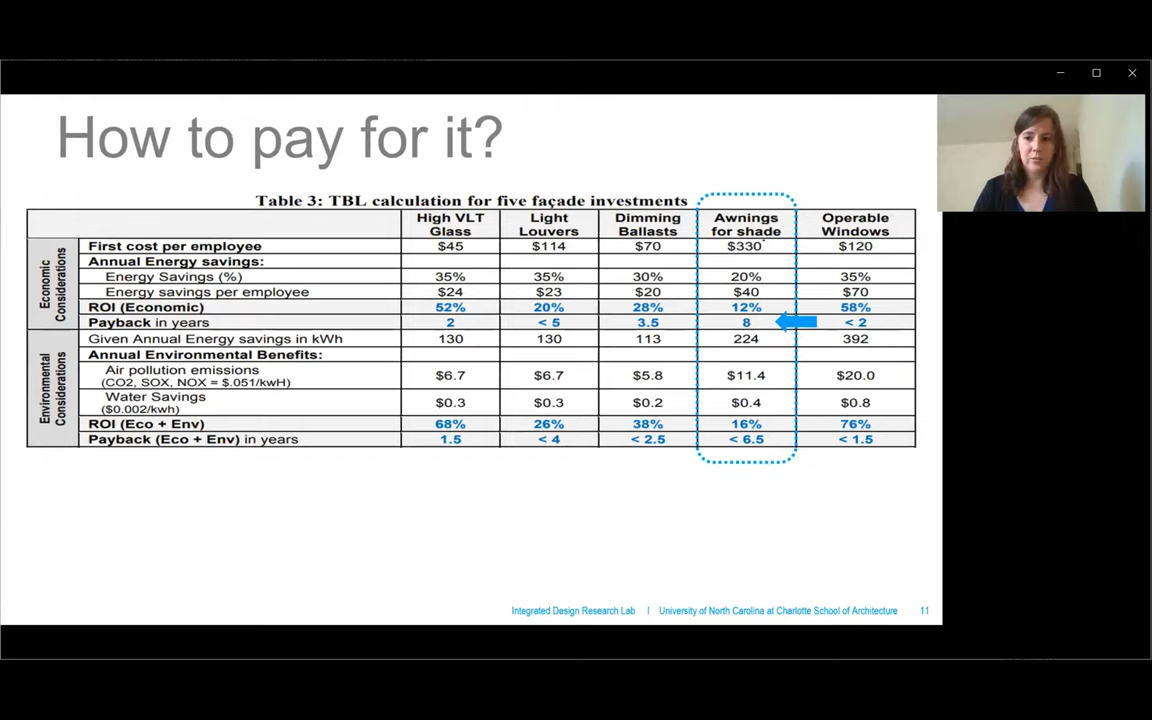 How to pay for it?
Table 3: TBL calculation for five façade investments
High VLT Glass Light Louvers Dimming Ballasts Awnings for shade Operable Windows
Economic Considerations
First cost per employee $45 $114 $70 $330 $120
Annual Energy savings:
Energy Savings (%) 35% 35% 30% 20% 35%
Energy savings per employee $24 $23 $20 $40 $70
ROI (Economic) 52% 20% 28% 12% 58%
Payback in years 2 < 5 3.5 8 < 2
Environmental Considerations
Given Annual Energy savings in kWh 130 130 113 224 392
Annual Environmental Benefits:
Air pollution emissions $6.7 $6.7 $5.8 $11.4 $20.0
(CO2, SOX, NOX = $.051/kwH)
Water Savings $0.3 $0.3 $0.2 $0.4 $0.8
($0.002/kwh)
ROI (Eco + Env) 68% 26% 38% 16% 76%
Payback (Eco + Env) in years 1.5 < 4 < 2.5 < 6.5 < 1.5
Integrated Design Research Lab | University of North Carolina at Charlotte School of Architecture 11